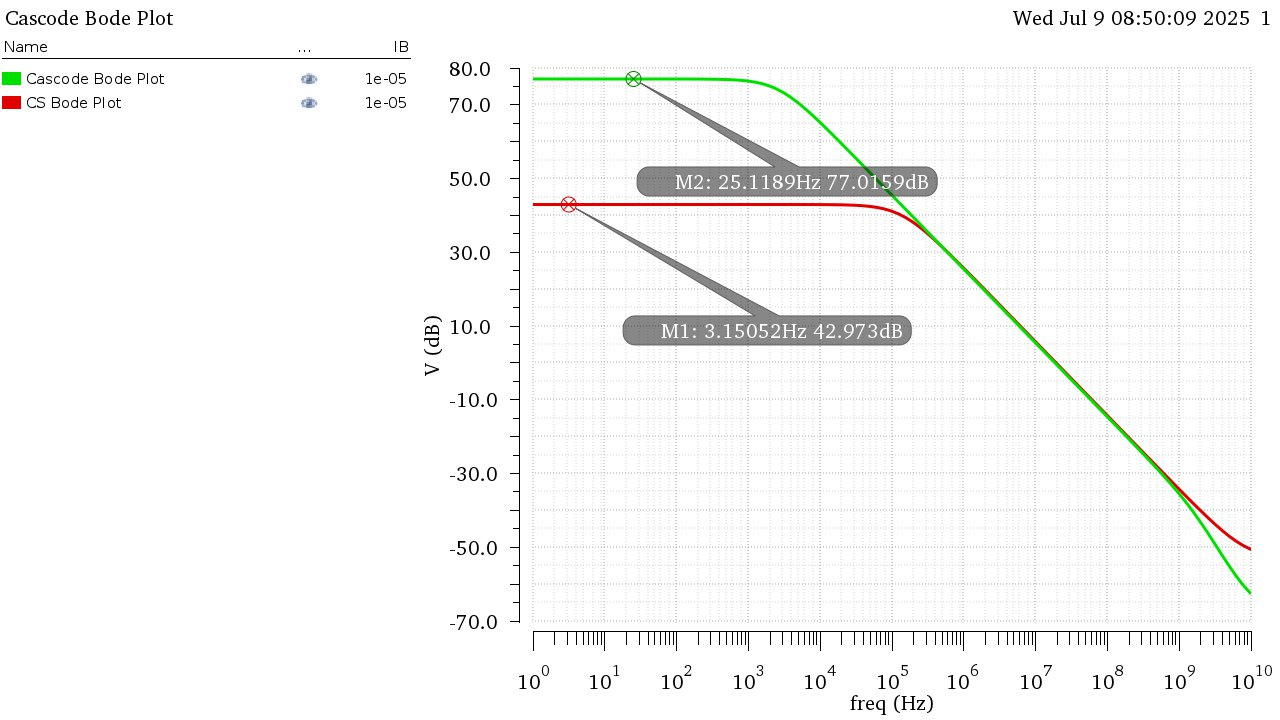 Cascode Bode Plot
Wed Jul 9 08:50:09 2025 1
Name ... IB
Cascode Bode Plot 1e-05
CS Bode Plot 1e-05
80.0
70.0
50.0
30.0
10.0
-10.0
-30.0
-50.0
-70.0
V (dB)
M2: 25.1189Hz 77.0159dB
M1: 3.15052Hz 42.973dB
10^0 10^1 10^2 10^3 10^4 10^5 10^6 10^7 10^8 10^9 10^10
freq (Hz)